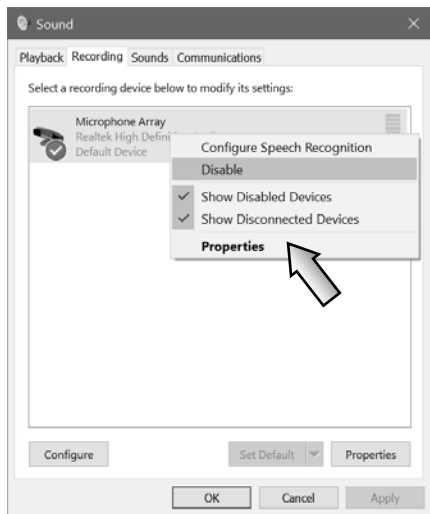 Sound
Playback Recording Sounds Communications
Select a recording device below to modify its settings:
Microphone Array
Realtek High Defini
Default Device
Configure Speech Recognition
Disable
Show Disabled Devices
Show Disconnected Devices
Properties
Configure Set Default Properties
OK Cancel Apply